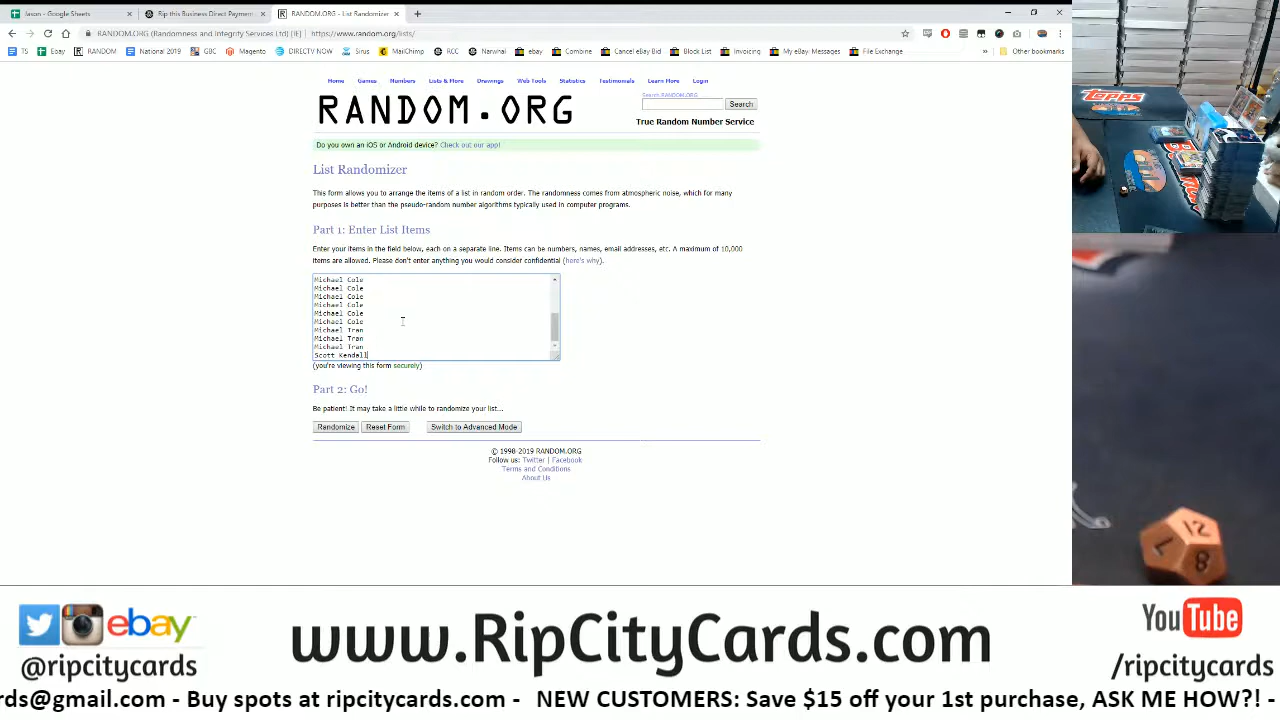 Jason - Google Sheets
Rip this Business Direct Payment
RANDOM.ORG - List Randomizer
RANDOM.ORG (Randomness and Integrity Services Ltd) [IE] | https://www.random.org/lists/
TS Ebay RANDOM National 2019 GBC Magento DIRECTV NOW Sirus MailChimp RCC Narwhal ebay Combine Cancel eBay Bid Block List Invoicing My eBay: Messages File Exchange » Other bookmarks
Home Games Numbers Lists & More Drawings Web Tools Statistics Testimonials Learn More Login
RANDOM.ORG
Search RANDOM.ORG
Search
True Random Number Service
Do you own an iOS or Android device? Check out our app!
List Randomizer
This form allows you to arrange the items of a list in random order. The randomness comes from atmospheric noise, which for many
purposes is better than the pseudo-random number algorithms typically used in computer programs.
Part 1: Enter List Items
Enter your items in the field below, each on a separate line. Items can be numbers, names, email addresses, etc. A maximum of 10,000
items are allowed. Please don't enter anything you would consider confidential (here's why).
Michael Cole
Michael Cole
Michael Cole
Michael Cole
Michael Cole
Michael Cole
Michael Tran
Michael Tran
Michael Tran
Scott Kendall
(you're viewing this form securely)
Part 2: Go!
Be patient! It may take a little while to randomize your list...
Randomize Reset Form Switch to Advanced Mode
© 1998-2019 RANDOM.ORG
Follow us: Twitter | Facebook
Terms and Conditions
About Us
Topps
12
7
8
ebay
@ripcitycards
www.RipCityCards.com
YouTube
/ripcitycards
rds@gmail.com - Buy spots at ripcitycards.com - NEW CUSTOMERS: Save $15 off your 1st purchase, ASK ME HOW?! -